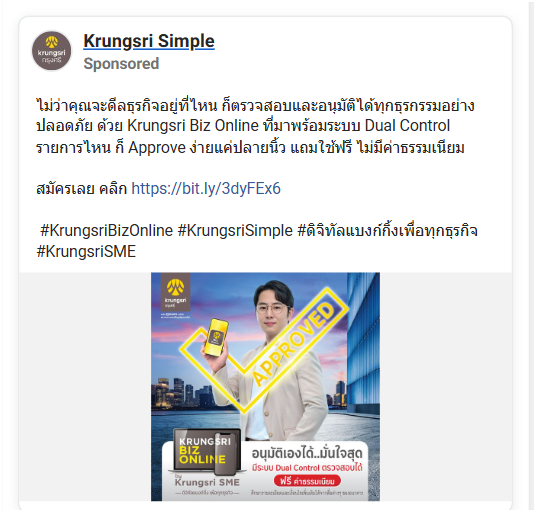 krungsri
กรุงศรี
Krungsri Simple
Sponsored
ไม่ว่าคุณจะดีลธุรกิจอยู่ที่ไหน ก็ตรวจสอบและอนุมัติได้ทุกธุรกรรมอย่าง
ปลอดภัย ด้วย Krungsri Biz Online ที่มาพร้อมระบบ Dual Control
รายการไหน ก็ Approve ง่ายแค่ปลายนิ้ว แถมใช้ฟรี ไม่มีค่าธรรมเนียม
สมัครเลย คลิก https://bit.ly/3dyFEx6
#KrungsriBizOnline #KrungsriSimple #ดิจิทัลแบงก์กิ้งเพื่อทุกธุรกิจ
#KrungsriSME
krungsri
กรุงศรี
APPROVED
KRUNGSRI
BIZ
ONLINE
by
Krungsri SME
อนุมัติเองได้..มั่นใจสุด
มีระบบ Dual Control ตรวจสอบได้
ฟรี ค่าธรรมเนียม